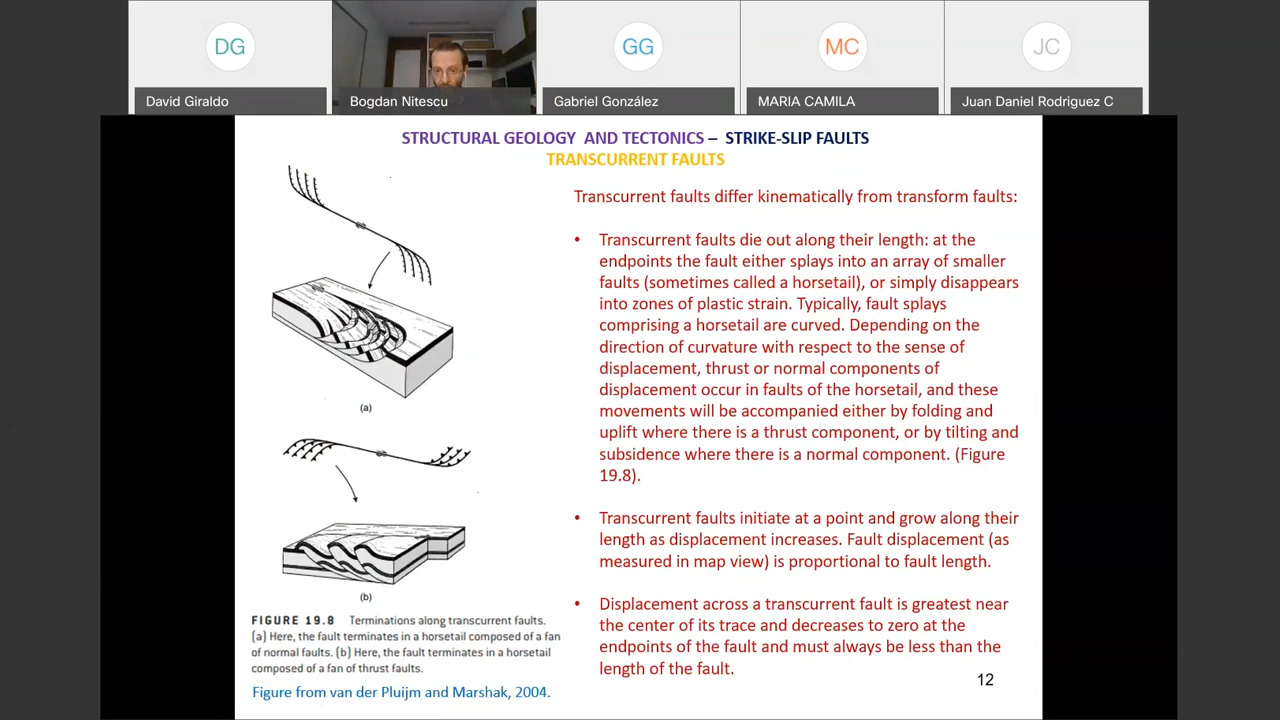 DG
GG
MC
JC
David Giraldo
Bogdan Nitescu
Gabriel González
MARIA CAMILA
Juan Daniel Rodriguez C
STRUCTURAL GEOLOGY AND TECTONICS – STRIKE-SLIP FAULTS
TRANSCURRENT FAULTS
Transcurrent faults differ kinematically from transform faults:
• Transcurrent faults die out along their length: at the
endpoints the fault either splays into an array of smaller
faults (sometimes called a horsetail), or simply disappears
into zones of plastic strain. Typically, fault splays
comprising a horsetail are curved. Depending on the
direction of curvature with respect to the sense of
displacement, thrust or normal components of
displacement occur in faults of the horsetail, and these
movements will be accompanied either by folding and
uplift where there is a thrust component, or by tilting and
subsidence where there is a normal component. (Figure
19.8).
• Transcurrent faults initiate at a point and grow along their
length as displacement increases. Fault displacement (as
measured in map view) is proportional to fault length.
• Displacement across a transcurrent fault is greatest near
the center of its trace and decreases to zero at the
endpoints of the fault and must always be less than the
length of the fault.
(a)
(b)
FIGURE 19.8 Terminations along transcurrent faults.
(a) Here, the fault terminates in a horsetail composed of a fan
of normal faults. (b) Here, the fault terminates in a horsetail
composed of a fan of thrust faults.
Figure from van der Pluijm and Marshak, 2004.
12